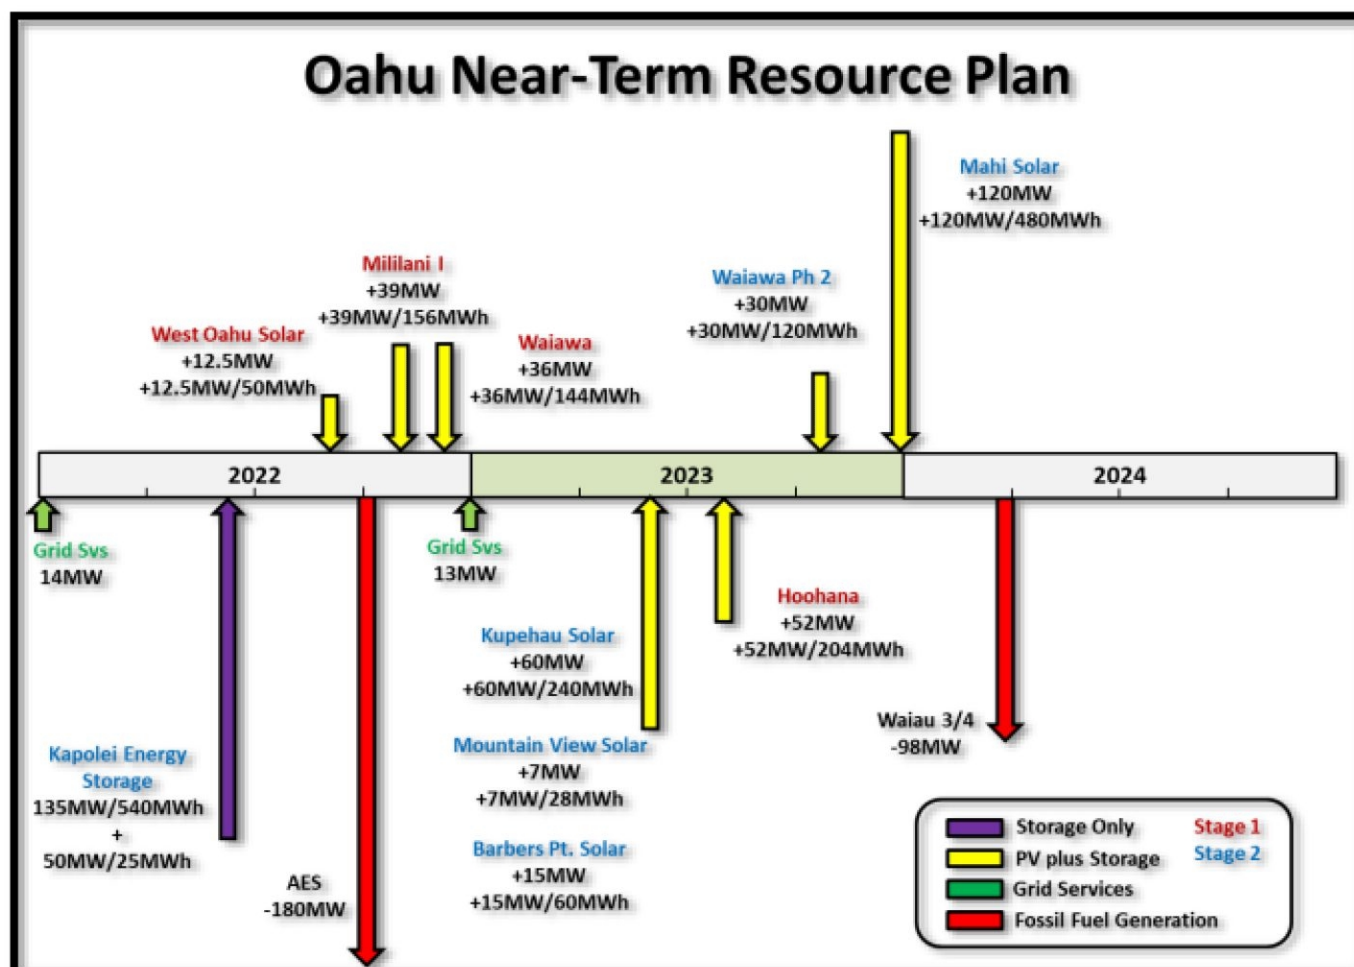 Oahu Near-Term Resource Plan
Mahi Solar
+120MW
+120MW/480MWh
Mililani I
+39MW
+39MW/156MWh
Waiawa Ph 2
+30MW
+30MW/120MWh
West Oahu Solar
+12.5MW
+12.5MW/50MWh
Waiawa
+36MW
+36MW/144MWh
2022
2023
2024
Grid Svs
14MW
Grid Svs
13MW
Hoohana
+52MW
+52MW/204MWh
Kupehau Solar
+60MW
+60MW/240MWh
Waiau 3/4
-98MW
Mountain View Solar
+7MW
+7MW/28MWh
Kapolei Energy
Storage
135MW/540MWh
+
50MW/25MWh
Barbers Pt. Solar
+15MW
+15MW/60MWh
AES
-180MW
Storage Only
Stage 1
PV plus Storage
Stage 2
Grid Services
Fossil Fuel Generation